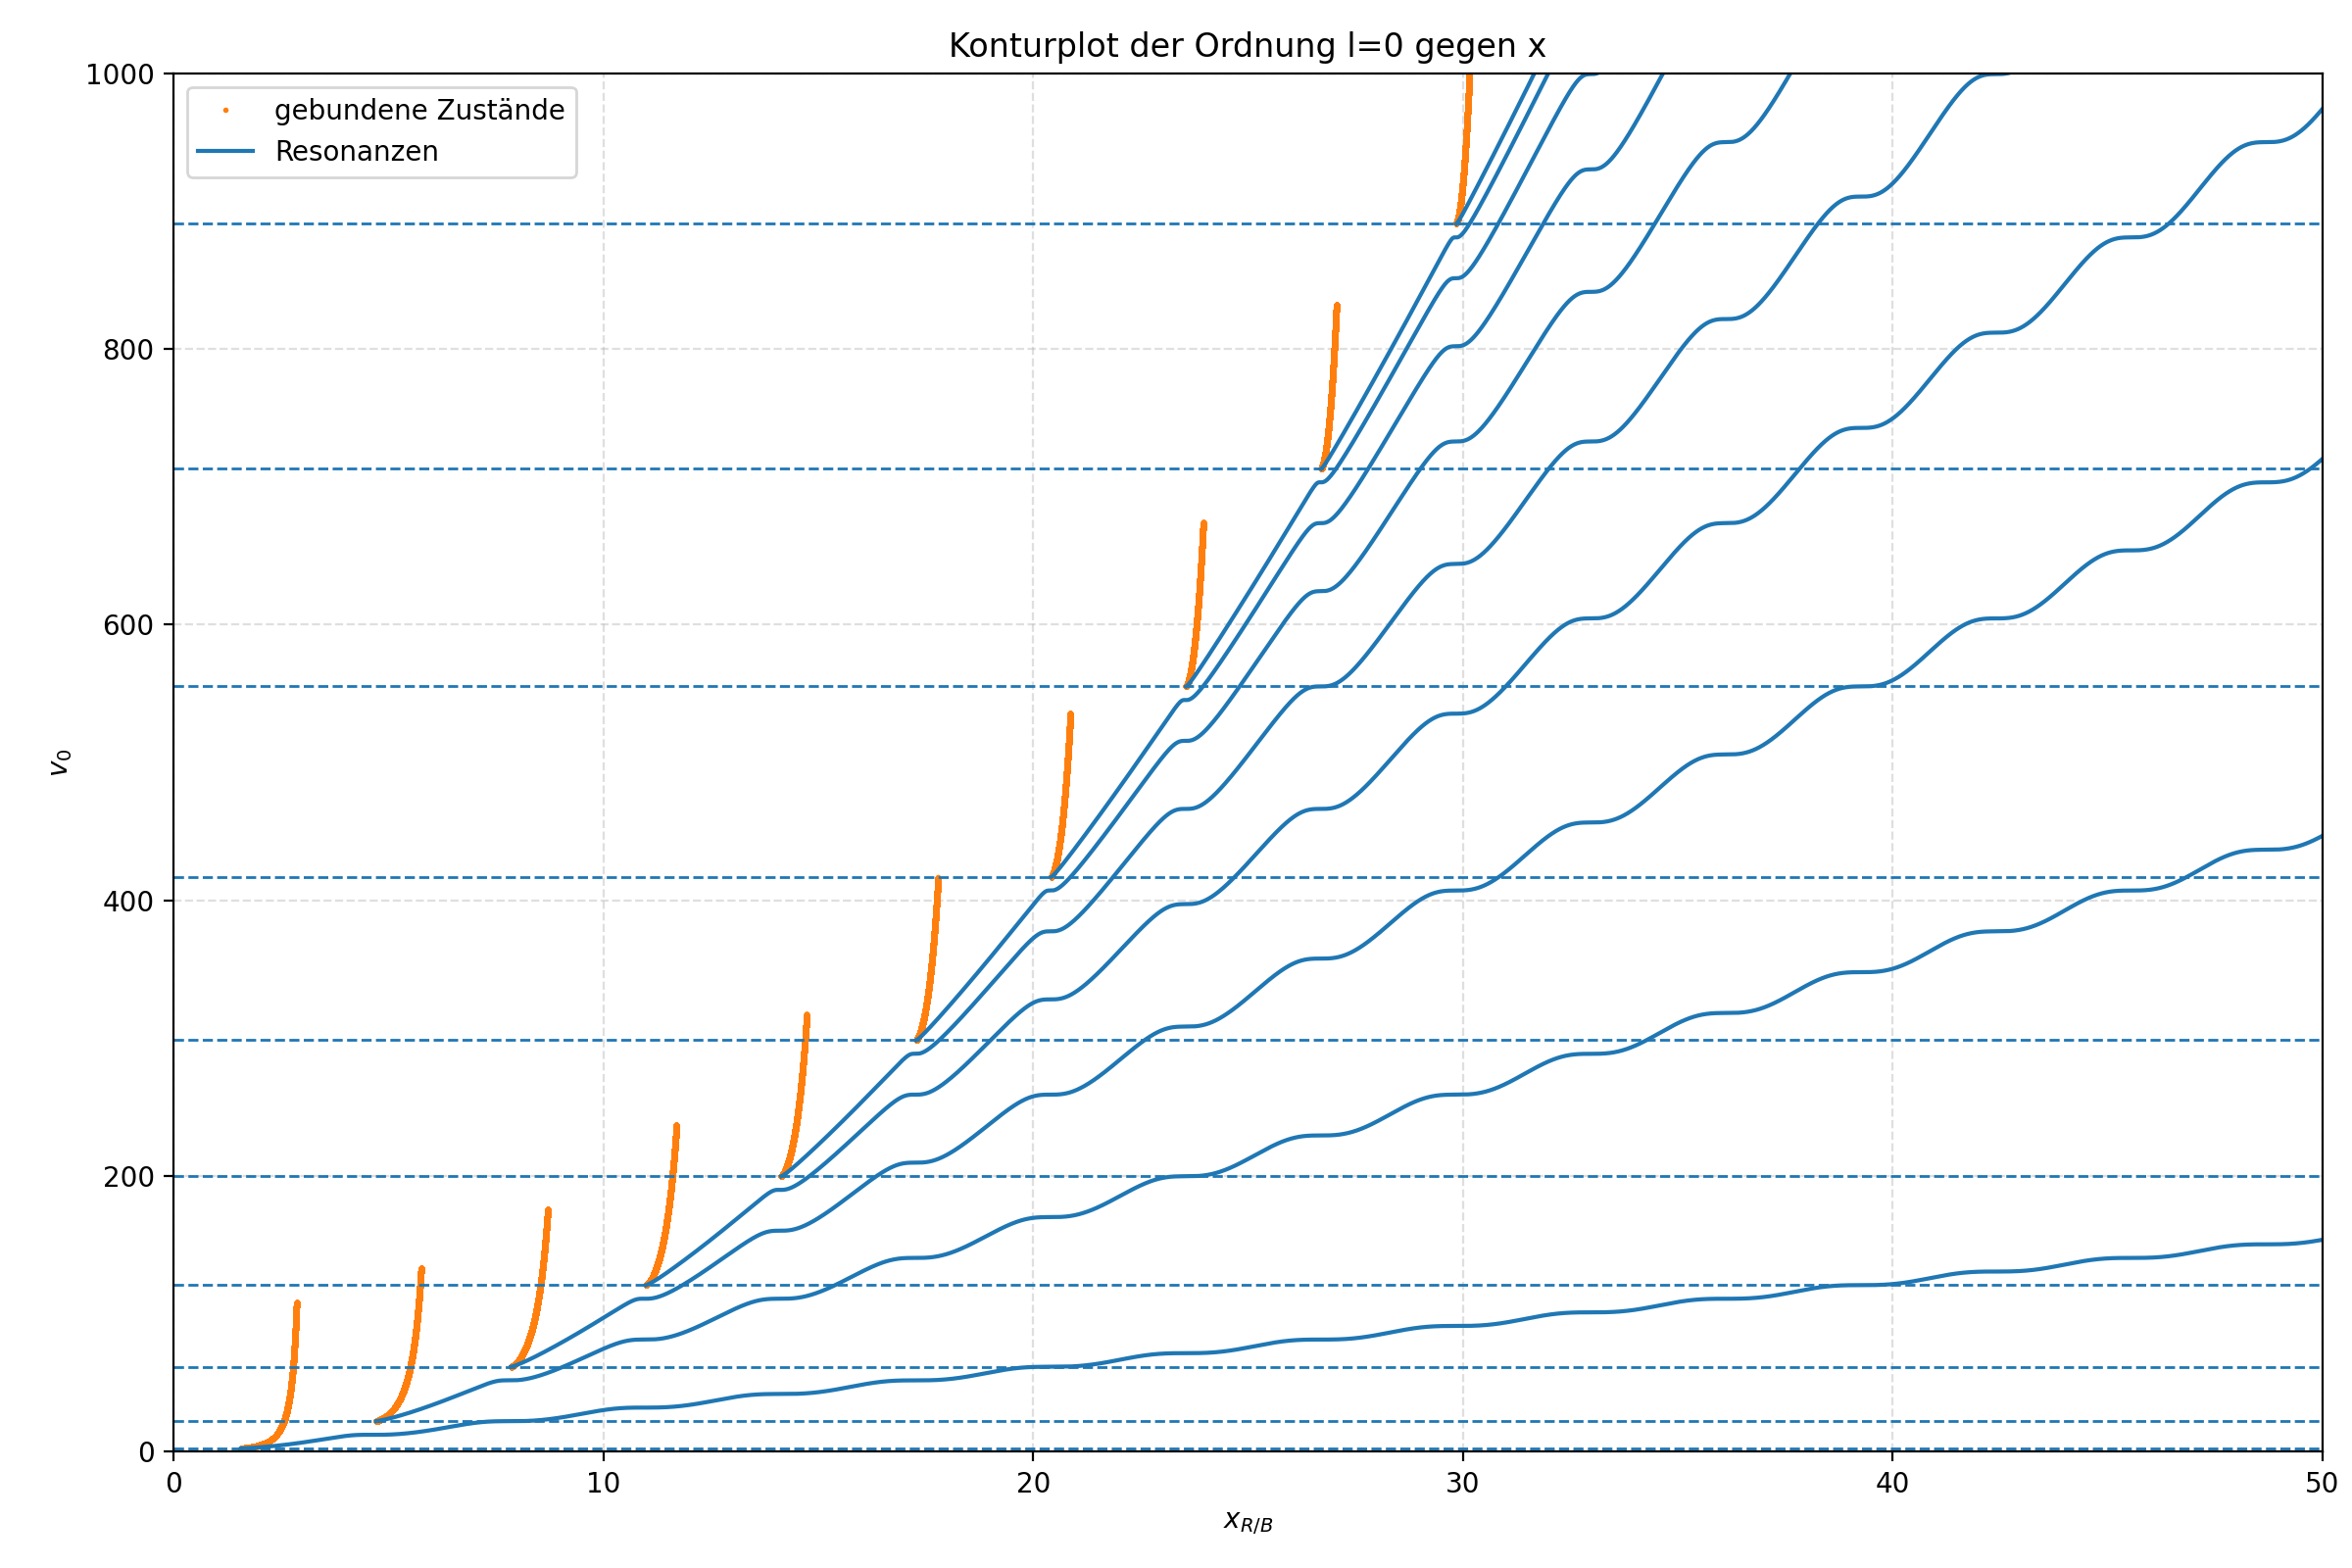 Konturplot der Ordnung l=0 gegen x
gebundene Zustände
Resonanzen
1000
800
600
400
200
0
v₀
0 10 20 30 40 50
x_{R/B}